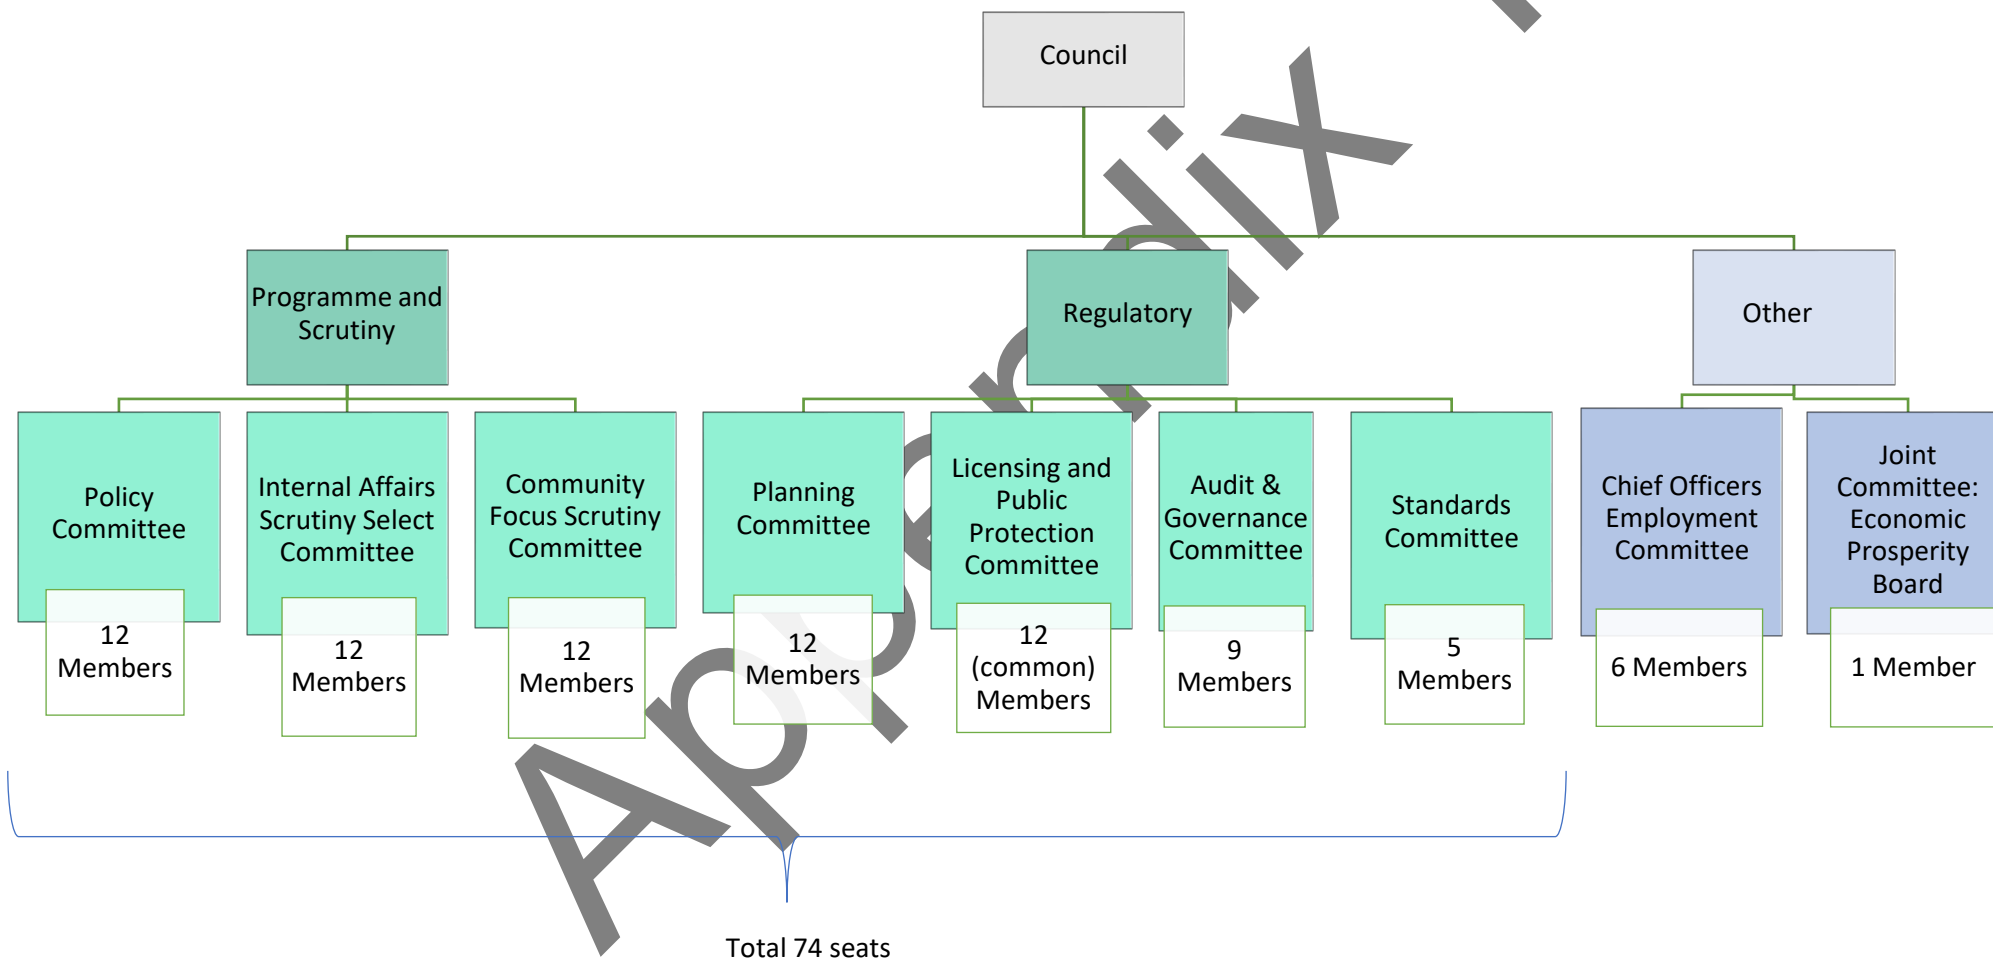 Council
Programme and
Scrutiny
Regulatory
Other
Policy
Committee
12
Members
Internal Affairs
Scrutiny Select
Committee
12
Members
Community
Focus Scrutiny
Committee
12
Members
Planning
Committee
12
Members
Licensing and
Public
Protection
Committee
12
(common)
Members
Audit &
Governance
Committee
9
Members
Standards
Committee
5
Members
Chief Officers
Employment
Committee
6 Members
Joint
Committee:
Economic
Prosperity
Board
1 Member
Total 74 seats
Appendix